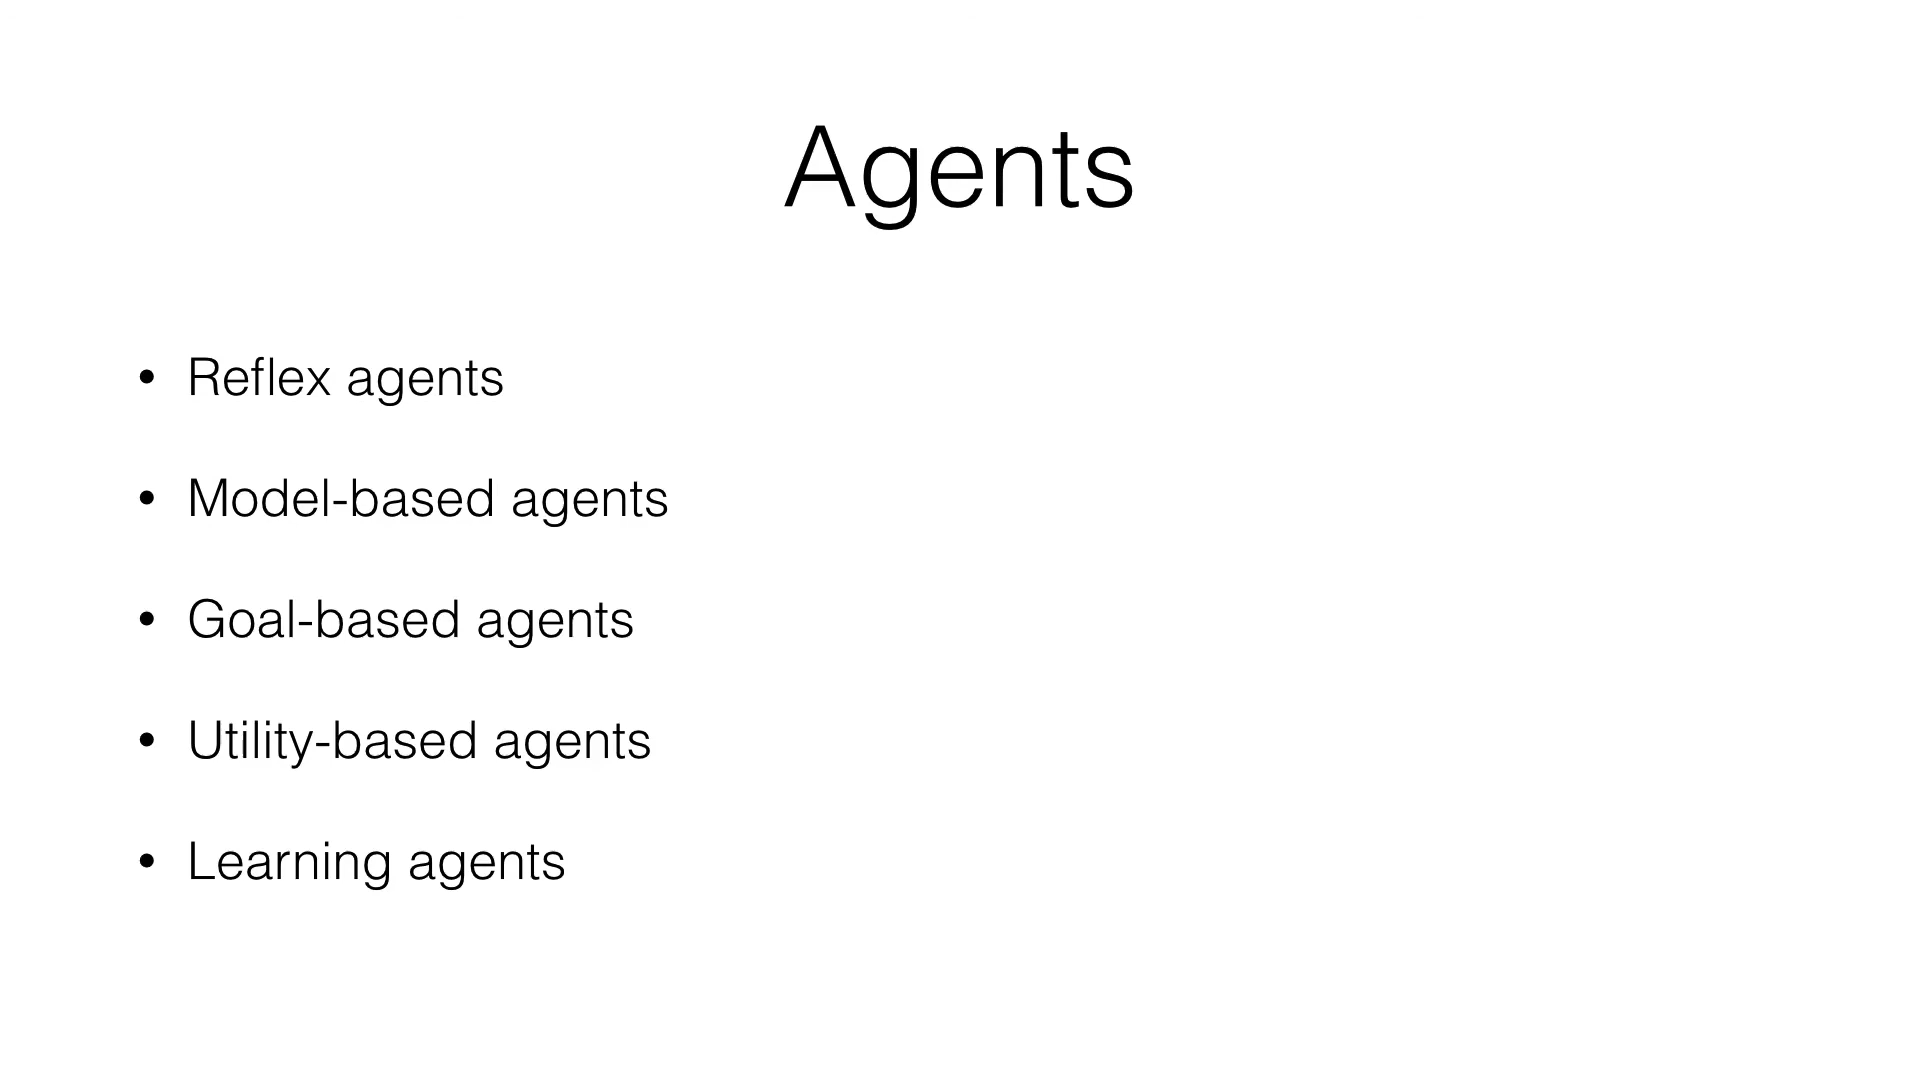 Agents
• Reflex agents
• Model-based agents
• Goal-based agents
• Utility-based agents
• Learning agents